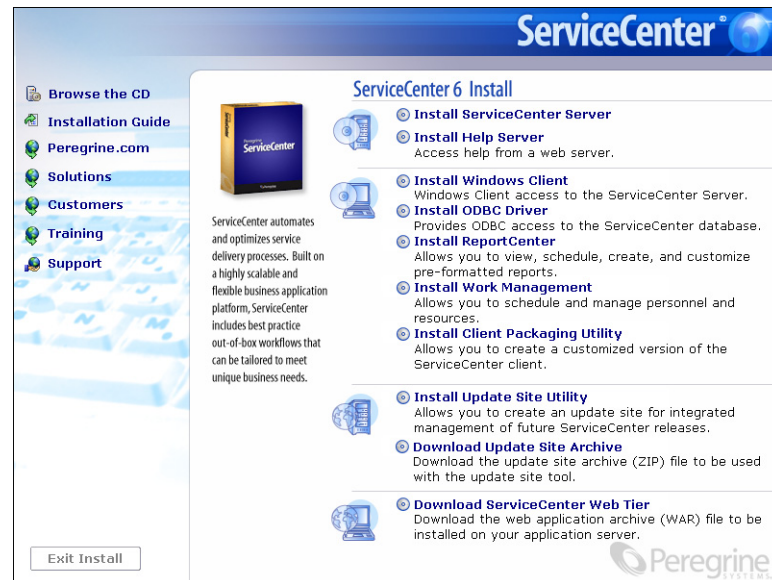 ServiceCenter®
Browse the CD
Installation Guide
Peregrine.com
Solutions
Customers
Training
Support
Exit Install
Peregrine
ServiceCenter
ServiceCenter automates
and optimizes service
delivery processes. Built on
a highly scalable and
flexible business application
platform, ServiceCenter
includes best practice
out-of-box workflows that
can be tailored to meet
unique business needs.
ServiceCenter 6 Install
Install ServiceCenter Server
Install Help Server
Access help from a web server.
Install Windows Client
Windows Client access to the ServiceCenter Server.
Install ODBC Driver
Provides ODBC access to the ServiceCenter database.
Install ReportCenter
Allows you to view, schedule, create, and customize
pre-formatted reports.
Install Work Management
Allows you to schedule and manage personnel and
resources.
Install Client Packaging Utility
Allows you to create a customized version of the
ServiceCenter client.
Install Update Site Utility
Allows you to create an update site for integrated
management of future ServiceCenter releases.
Download Update Site Archive
Download the update site archive (ZIP) file to be used
with the update site tool.
Download ServiceCenter Web Tier
Download the web application archive (WAR) file to be
installed on your application server.
Peregrine
SYSTEMS